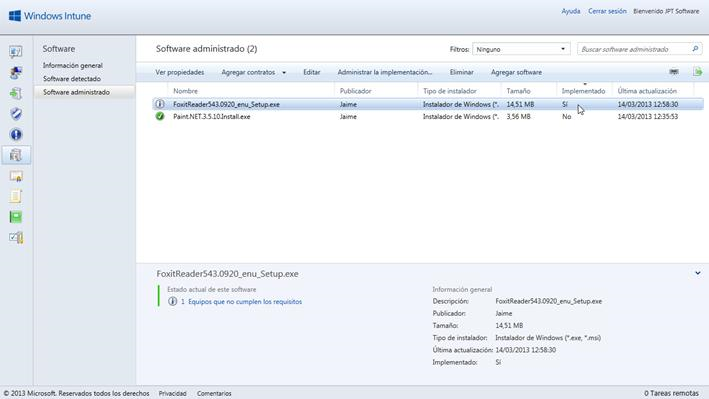 Windows Intune
Ayuda Cerrar sesión Bienvenido JPT Software
Software
Información general
Software detectado
Software administrado
Software administrado (2)
Filtros: Ninguno
Buscar software administrado
Ver propiedades Agregar contratos Editar Administrar la implementación... Eliminar Agregar software
Nombre Publicador Tipo de instalador Tamaño Implementado Última actualización
FoxitReader543.0920_enu_Setup.exe Jaime Instalador de Windows (*. 14,51 MB Sí 14/03/2013 12:58:30
Paint.NET.3.5.10.Install.exe Jaime Instalador de Windows (*. 3,56 MB No 14/03/2013 12:35:53
FoxitReader543.0920_enu_Setup.exe
Estado actual de este software
1 Equipos que no cumplen los requisitos
Información general
Descripción: FoxitReader543.0920_enu_Setup.exe
Publicador: Jaime
Tamaño: 14,51 MB
Tipo de instalador: Instalador de Windows (*.exe, *.msi)
Última actualización: 14/03/2013 12:58:30
Implementado: Sí
© 2013 Microsoft. Reservados todos los derechos Privacidad Comentarios
0 Tareas remotas